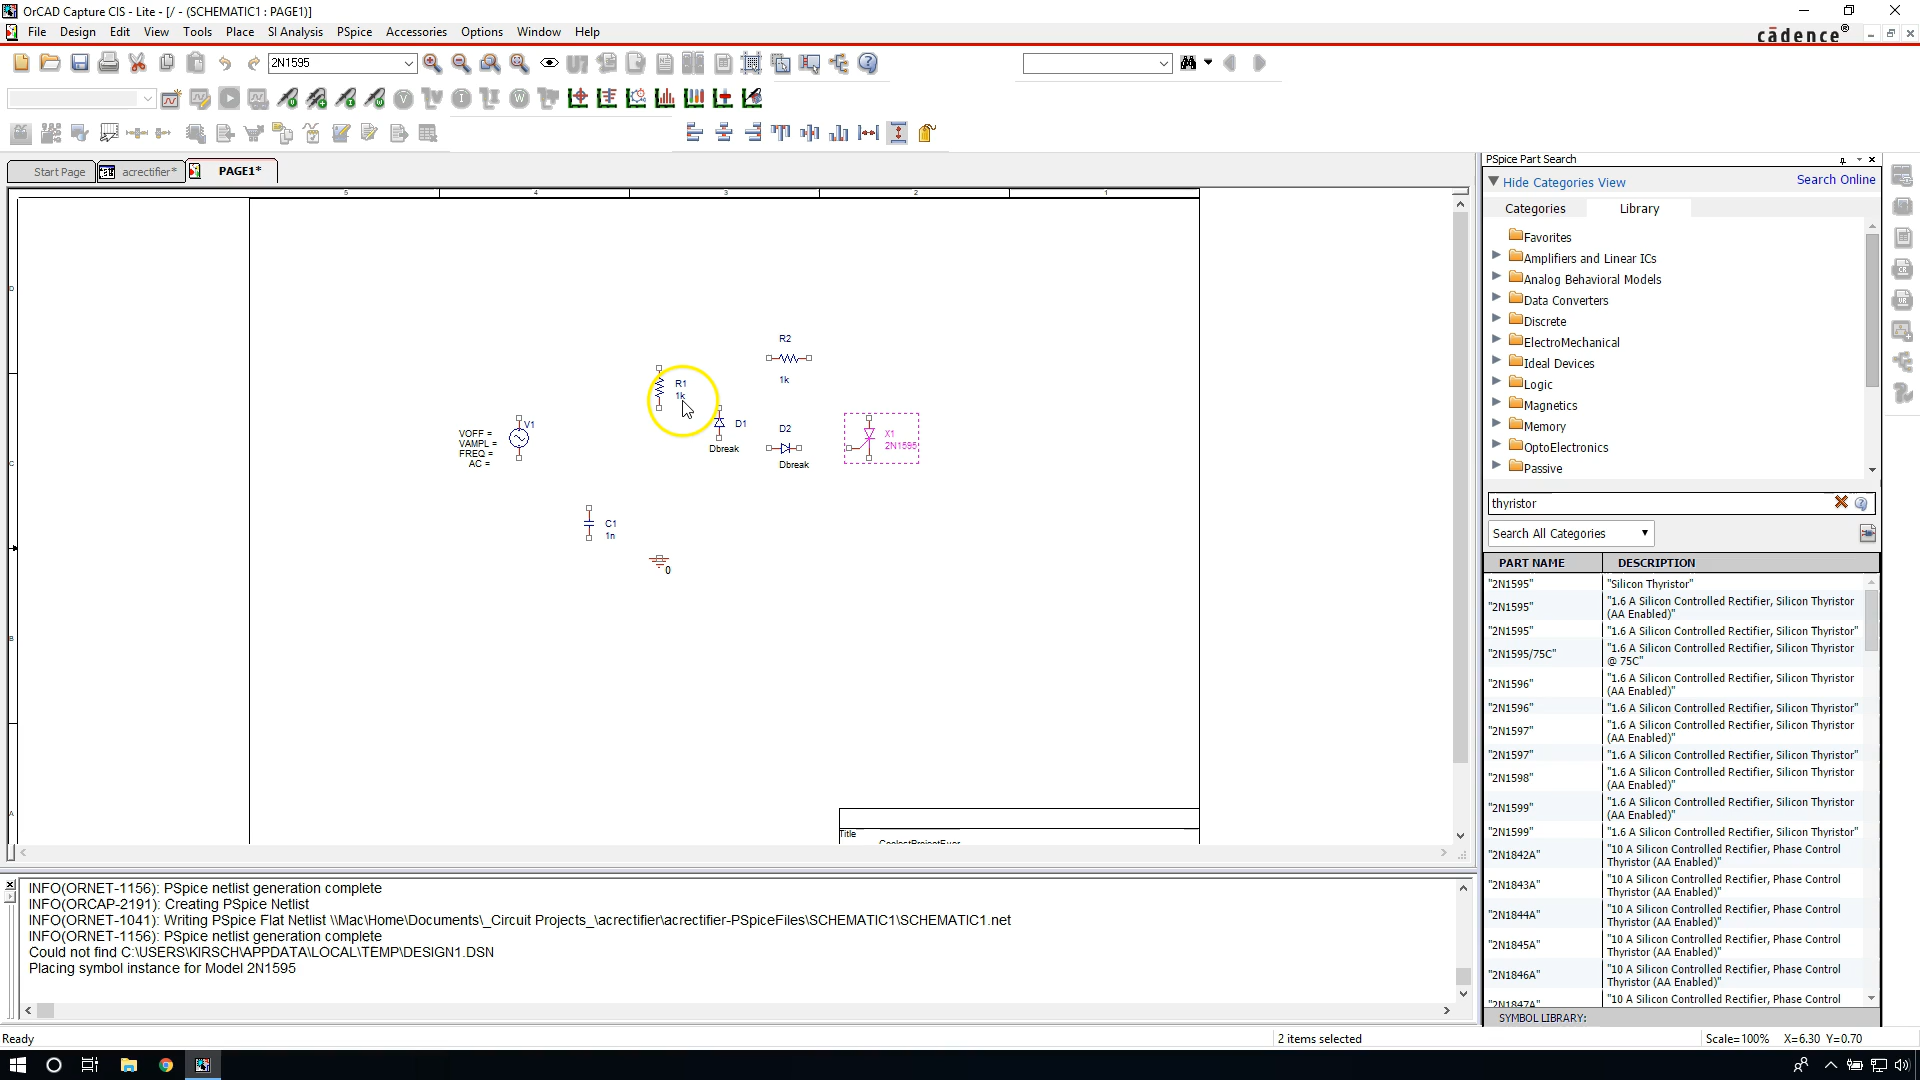 OrCAD Capture CIS - Lite - [/ - (SCHEMATIC1 : PAGE1)]
File Design Edit View Tools Place SI Analysis PSpice Accessories Options Window Help
cādence®
2N1595
Start Page
acrectifier*
PAGE1*
5 4 3 2 1
D
C
B
A
R2
1k
R1
1k
V1
VOFF =
VAMPL =
FREQ =
AC =
D1
Dbreak
D2
Dbreak
X1
2N1595
C1
1n
0
Title
PSpice Part Search
Hide Categories View
Search Online
Categories
Library
Favorites
Amplifiers and Linear ICs
Analog Behavioral Models
Data Converters
Discrete
ElectroMechanical
Ideal Devices
Logic
Magnetics
Memory
OptoElectronics
Passive
thyristor
Search All Categories
PART NAME DESCRIPTION
"2N1595" "Silicon Thyristor"
"2N1595" "1.6 A Silicon Controlled Rectifier, Silicon Thyristor
(AA Enabled)"
"2N1595" "1.6 A Silicon Controlled Rectifier, Silicon Thyristor"
"2N1595/75C" "1.6 A Silicon Controlled Rectifier, Silicon Thyristor
@ 75C"
"2N1596" "1.6 A Silicon Controlled Rectifier, Silicon Thyristor
(AA Enabled)"
"2N1596" "1.6 A Silicon Controlled Rectifier, Silicon Thyristor"
"2N1597" "1.6 A Silicon Controlled Rectifier, Silicon Thyristor
(AA Enabled)"
"2N1597" "1.6 A Silicon Controlled Rectifier, Silicon Thyristor"
"2N1598" "1.6 A Silicon Controlled Rectifier, Silicon Thyristor
(AA Enabled)"
"2N1599" "1.6 A Silicon Controlled Rectifier, Silicon Thyristor
(AA Enabled)"
"2N1599" "1.6 A Silicon Controlled Rectifier, Silicon Thyristor"
"2N1842A" "10 A Silicon Controlled Rectifier, Phase Control
Thyristor (AA Enabled)"
"2N1843A" "10 A Silicon Controlled Rectifier, Phase Control
Thyristor (AA Enabled)"
"2N1844A" "10 A Silicon Controlled Rectifier, Phase Control
Thyristor (AA Enabled)"
"2N1845A" "10 A Silicon Controlled Rectifier, Phase Control
Thyristor (AA Enabled)"
"2N1846A" "10 A Silicon Controlled Rectifier, Phase Control
Thyristor (AA Enabled)"
"2N1847A" "10 A Silicon Controlled Rectifier, Phase Control
SYMBOL LIBRARY:
INFO(ORNET-1156): PSpice netlist generation complete
INFO(ORCAP-2191): Creating PSpice Netlist
INFO(ORNET-1041): Writing PSpice Flat Netlist \\Mac\Home\Documents\_Circuit Projects_\acrectifier\acrectifier-PSpiceFiles\SCHEMATIC1\SCHEMATIC1.net
INFO(ORNET-1156): PSpice netlist generation complete
Could not find C:\USERS\KIRSCH\APPDATA\LOCAL\TEMP\DESIGN1.DSN
Placing symbol instance for Model 2N1595
Ready
2 items selected
Scale=100% X=6.30 Y=0.70